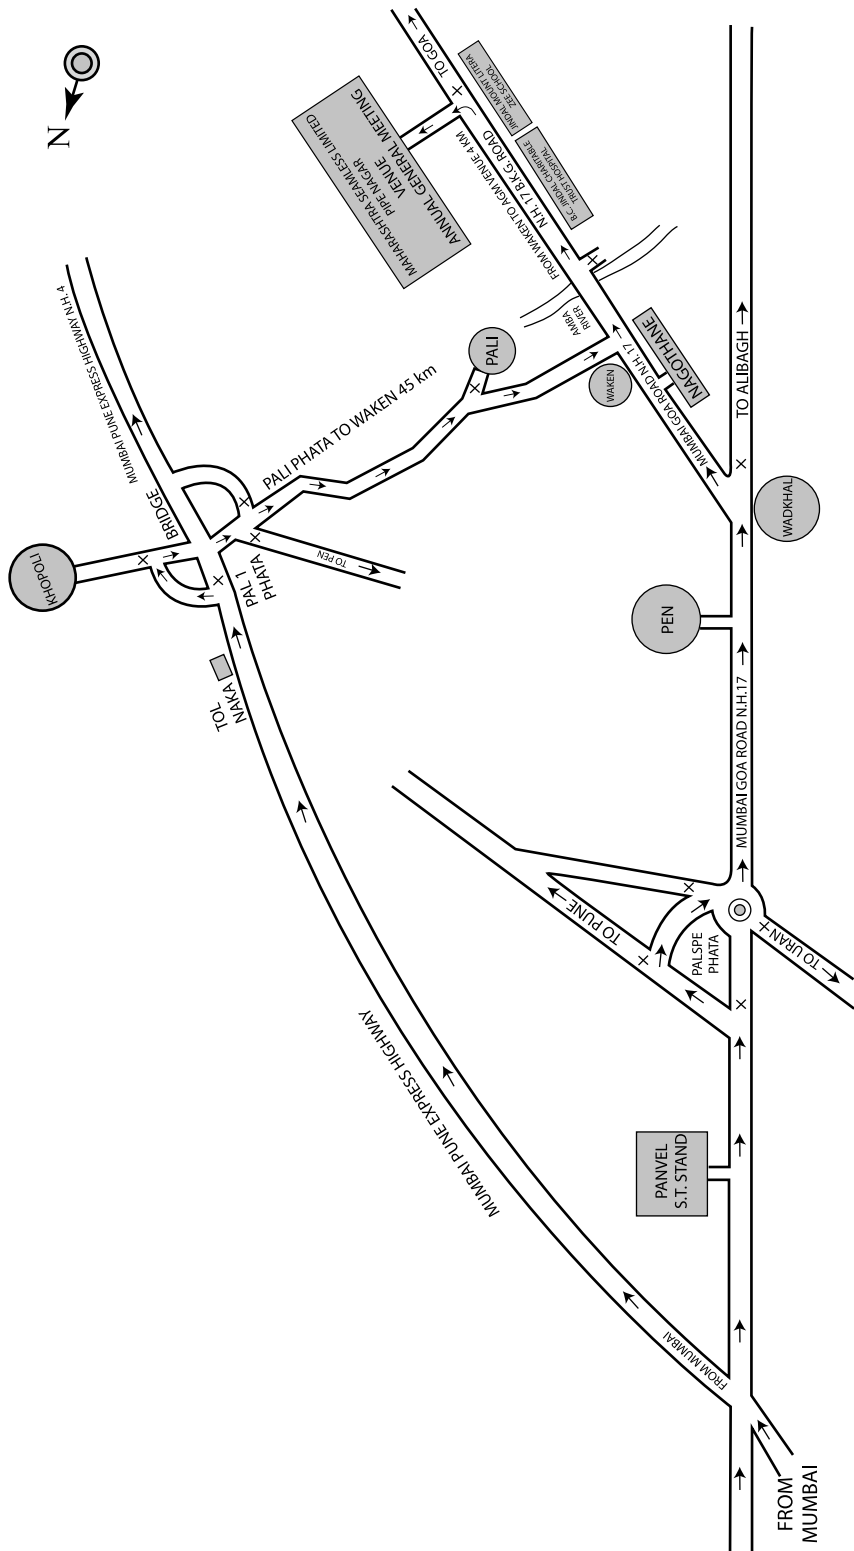 N
TO GOA
JINDAL MOUNT LITERA
ZEE SCHOOL
B.C. JINDAL CHARITABLE
TRUST HOSPITAL
N.H. 17 B.K.G. ROAD
FROM WAKEN TO AGM VENUE 4 KM
MAHARASHTRA SEAMLESS LIMITED
PIPE NAGAR
VENUE
ANNUAL GENERAL MEETING
AMBA
RIVER
MUMBAI PUNE EXPRESS HIGHWAY N.H.4
PALI
WAKEN
NAGOTHANE
MUMBAI GOA ROAD N.H. 17
TO ALIBAGH
PALI PHATA TO WAKEN 45 km
BRIDGE
KHOPOLI
PAL1
PHATA
TO PEN
WADKHAL
PEN
TOL
NAKA
MUMBAI GOA ROAD N.H.17
TO PUNE
PALSPE
PHATA
TO URAN
MUMBAI PUNE EXPRESS HIGHWAY
PANVEL
S.T. STAND
FROM MUMBAI
FROM
MUMBAI